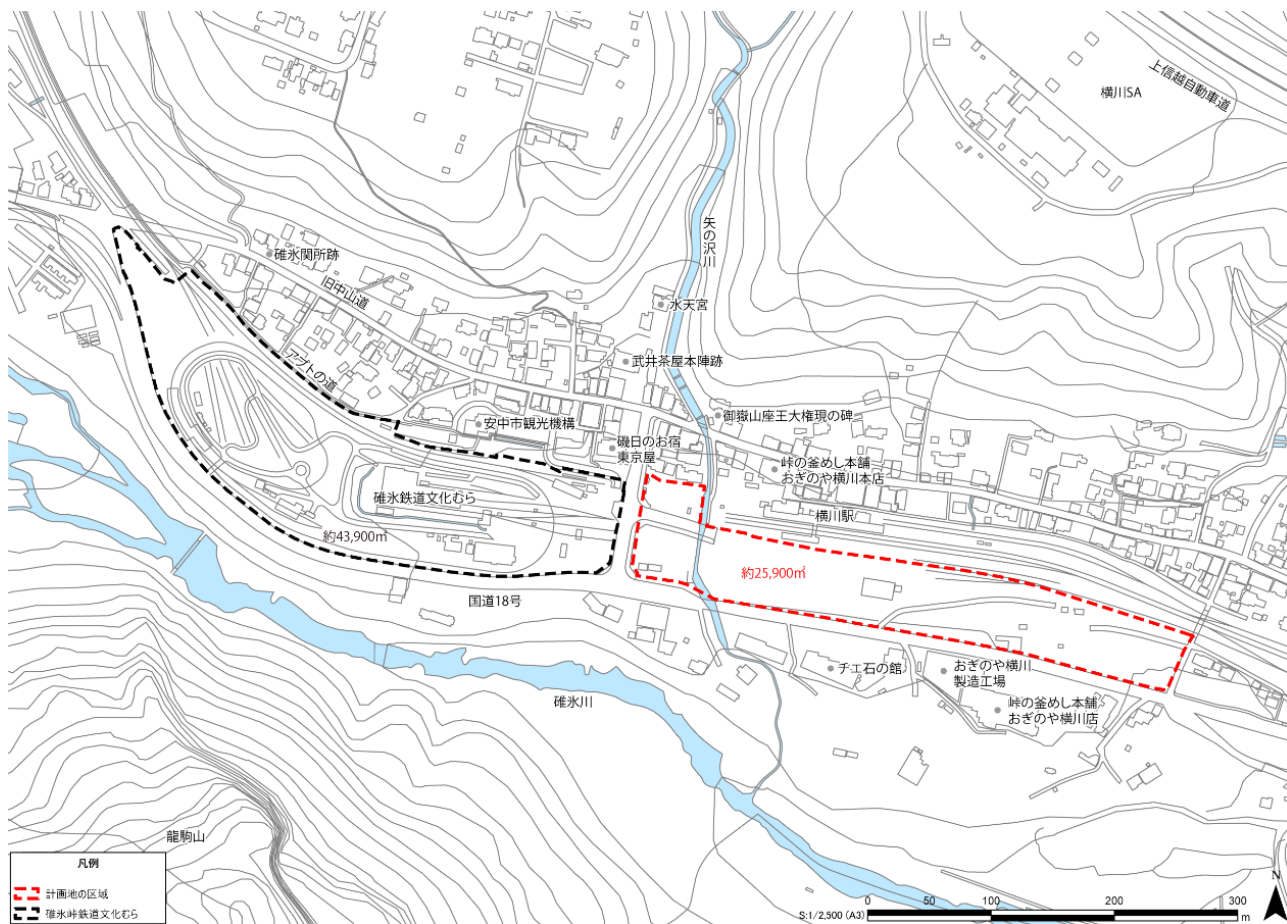 上信越自動車道
横川SA
矢の沢川
碓氷関所跡
旧中山道
水天宮
アプトの道
武井茶屋本陣跡
御嶽山座王大権現の碑
安中市観光機構
磯日のお宿
東京屋
峠の釜めし本舗
おぎのや横川本店
碓氷鉄道文化むら
横川駅
約43,900㎡
約25,900㎡
国道18号
チエ石の館
おぎのや横川
製造工場
碓氷川
峠の釜めし本舗
おぎのや横川店
龍駒山
凡例
計画地の区域
碓氷峠鉄道文化むら
N
0 50 100 200 300
S:1/2,500 (A3)
m